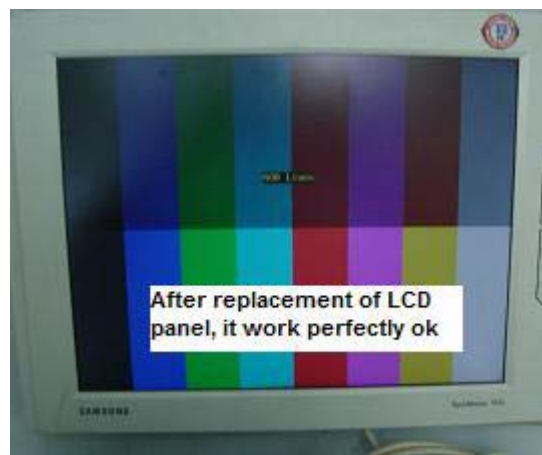 After replacement of LCD
panel, it work perfectly ok
SAMSUNG